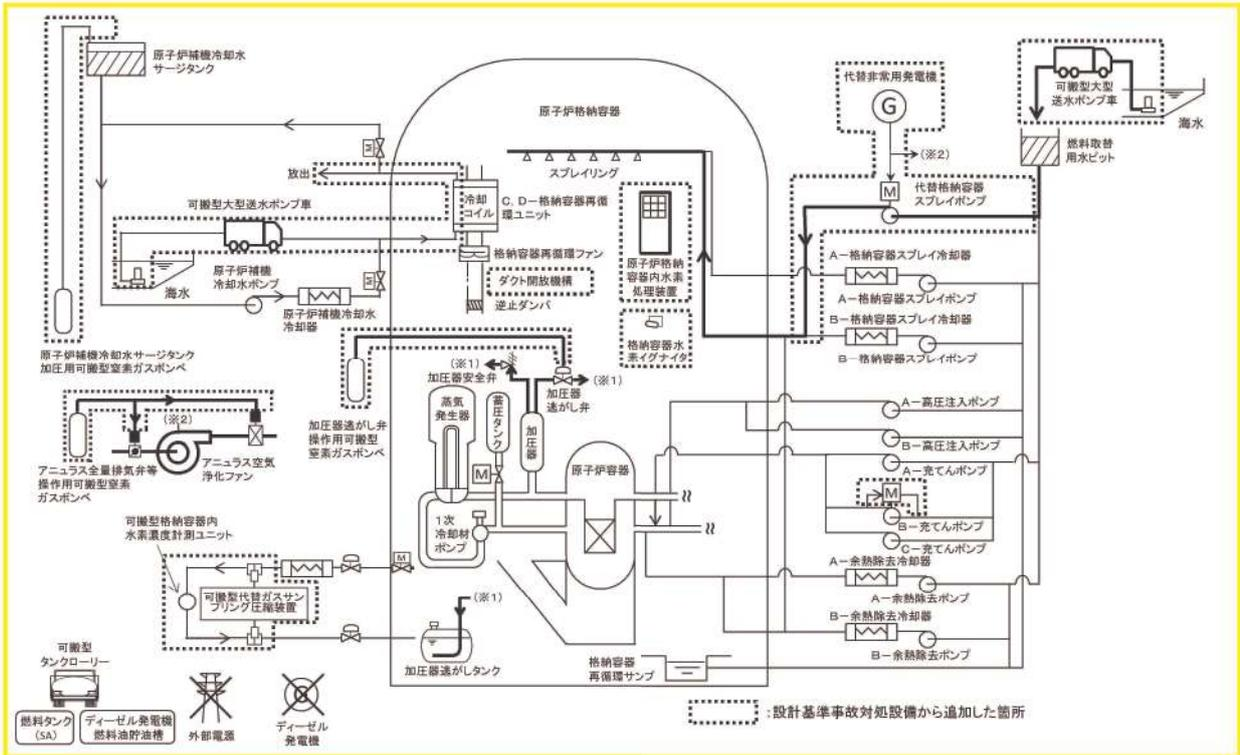 原子炉補機冷却水
サージタンク
原子炉格納容器
代替非常用発電機
G
(※2)
M
代替格納容器
スプレイポンプ
可搬型大型
送水ポンプ車
海水
燃料取替
用水ピット
M
放出
スプレイリング
可搬型大型送水ポンプ車
冷却
コイル
C, D-格納容器再循
環ユニット
格納容器再循環ファン
ダクト開放機構
逆止ダンパ
原子炉格納
容器内水素
処理装置
格納容器水
素イグナイタ
海水
原子炉補機
冷却水ポンプ
M
原子炉補機冷却水
冷却器
A-格納容器スプレイ冷却器
A-格納容器スプレイポンプ
B-格納容器スプレイ冷却器
B-格納容器スプレイポンプ
原子炉補機冷却水サージタンク
加圧用可搬型窒素ガスボンベ
(※1)
加圧器安全弁
(※1)
加圧器
逃がし弁
加圧器逃がし弁
操作用可搬型
窒素ガスボンベ
蒸気
発生器
蓄圧タンク
加圧器
M
原子炉容器
1次
冷却材
ポンプ
(※2)
アニュラス空気
浄化ファン
アニュラス全量排気弁等
操作用可搬型窒素
ガスボンベ
A-高圧注入ポンプ
B-高圧注入ポンプ
A-充てんポンプ
M
B-充てんポンプ
C-充てんポンプ
A-余熱除去冷却器
A-余熱除去ポンプ
B-余熱除去冷却器
B-余熱除去ポンプ
可搬型格納容器内
水素濃度計測ユニット
M
可搬型代替ガスサン
プリング圧縮装置
(※1)
加圧器逃がしタンク
格納容器
再循環サンプ
可搬型
タンクローリー
燃料タンク
(SA)
ディーゼル発電機
燃料油貯油槽
外部電源
ディーゼル
発電機
:設計基準事故対処設備から追加した箇所